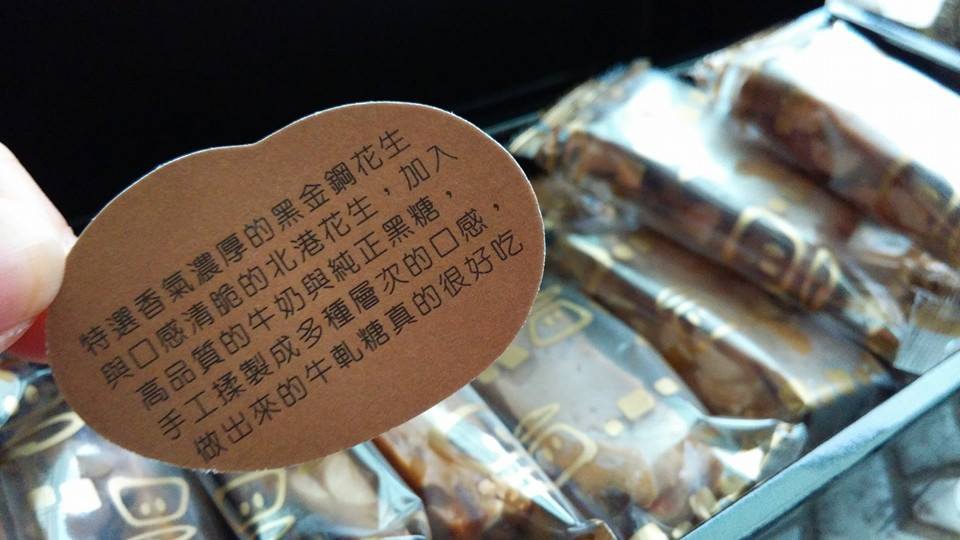 特選香氣濃厚的黑金鋼花生
與口感清脆的北港花生，加入
高品質的牛奶與純正黑糖，
手工揉製成多種層次的口感，
做出來的牛軋糖真的很好吃